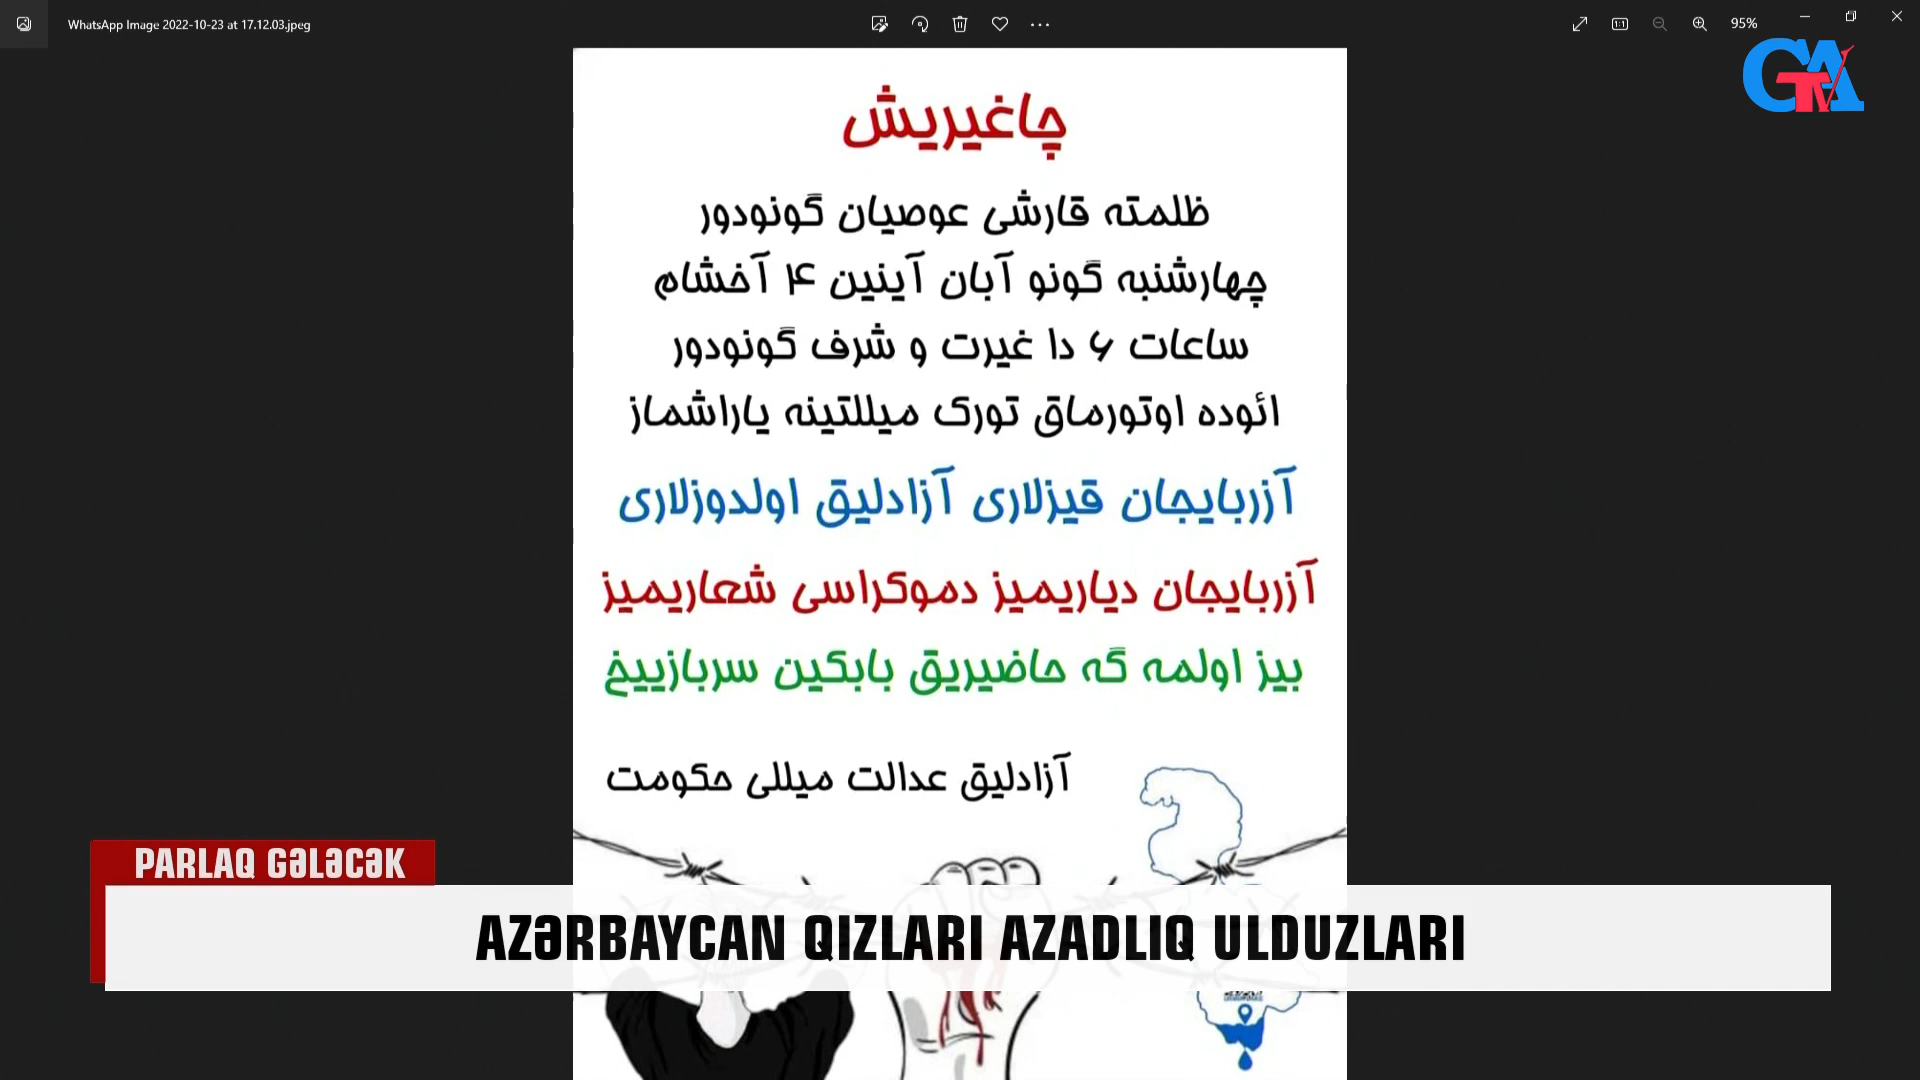 WhatsApp Image 2022-10-23 at 17.12.03.jpeg
95%
GTVA
چاغیریش
ظلمته قارشی عوصیان گونودور
چهارشنبه گونو آبان آینین ۴ آخشام
ساعات ۶ دا غیرت و شرف گونودور
ائوده اوتورماق تورک میللتینه یاراشماز
آزربایجان قیزلاری آزادلیق اولدوزلاری
آزربایجان دیاریمیز دموکراسی شعاریمیز
بیز اولمه گه حاضیریق بابکین سربازییخ
آزادلیق عدالت میللی حکومت
PARLAQ GƏLƏCƏK
AZƏRBAYCAN QIZLARI AZADLIQ ULDUZLARI